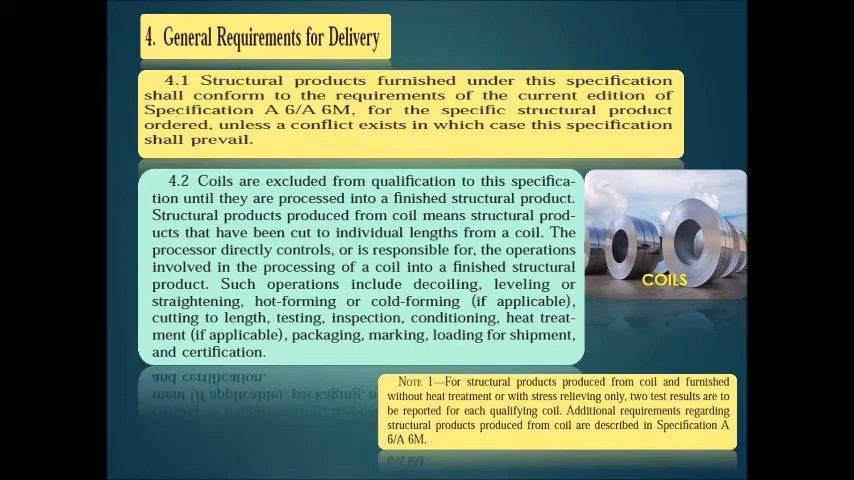 4. General Requirements for Delivery
4.1 Structural products furnished under this specification
shall conform to the requirements of the current edition of
Specification A 6/A 6M, for the specific structural product
ordered, unless a conflict exists in which case this specification
shall prevail.
4.2 Coils are excluded from qualification to this specifica-
tion until they are processed into a finished structural product.
Structural products produced from coil means structural prod-
ucts that have been cut to individual lengths from a coil. The
processor directly controls, or is responsible for, the operations
involved in the processing of a coil into a finished structural
product. Such operations include decoiling, leveling or
straightening, hot-forming or cold-forming (if applicable),
cutting to length, testing, inspection, conditioning, heat treat-
ment (if applicable), packaging, marking, loading for shipment,
and certification.
COILS
NOTE 1—For structural products produced from coil and furnished
without heat treatment or with stress relieving only, two test results are to
be reported for each qualifying coil. Additional requirements regarding
structural products produced from coil are described in Specification A
6/A 6M.